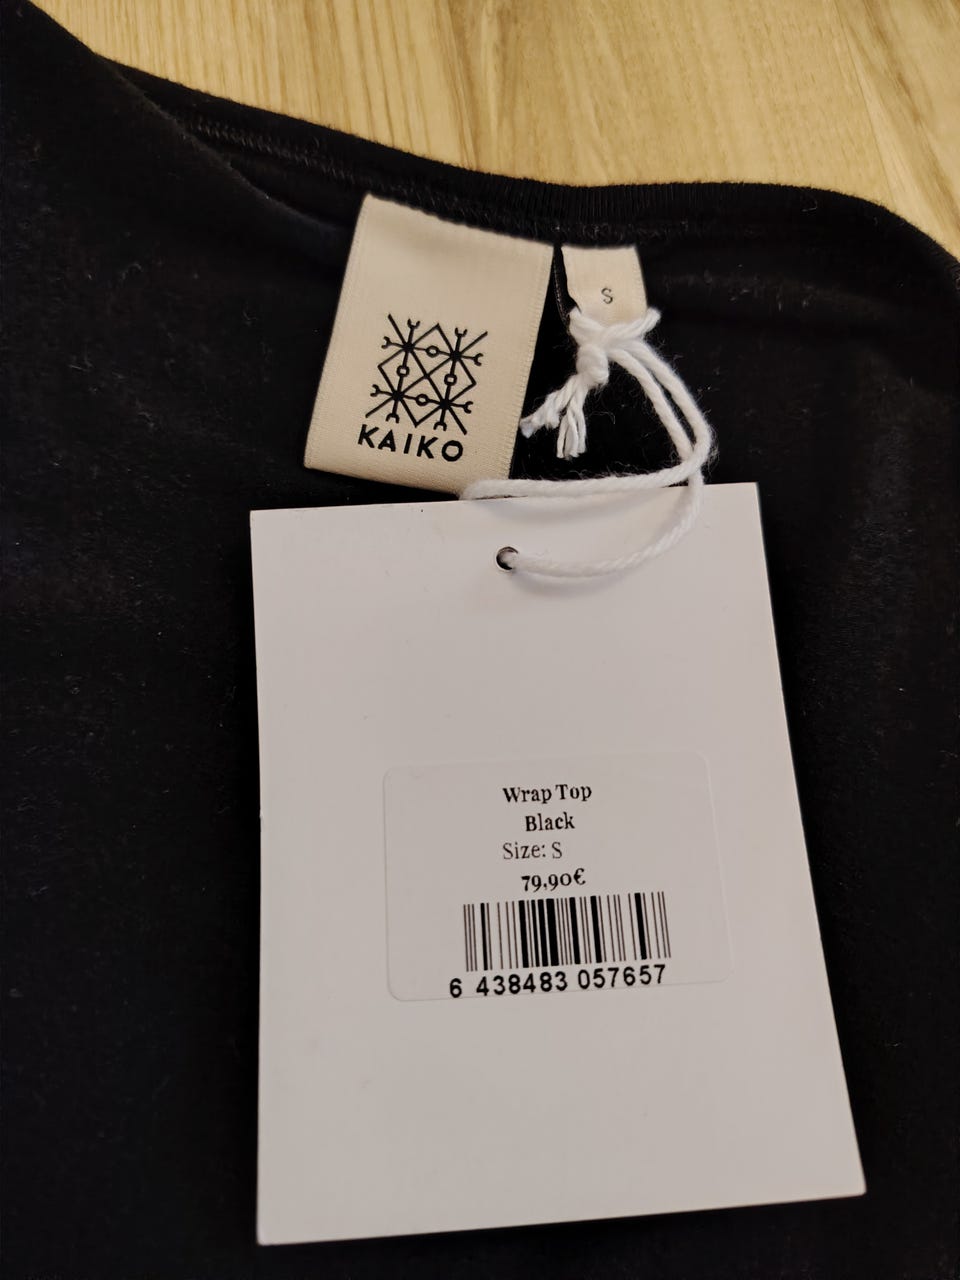 S
KAIKO
Wrap Top
Black
Size: S
79,90€
6 438483 057657